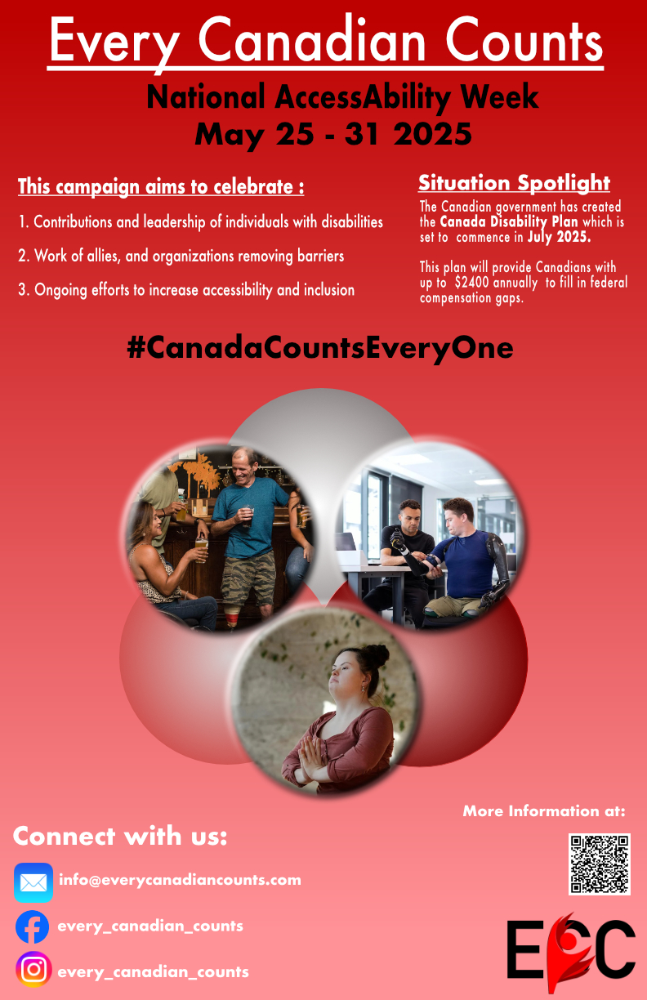 Every Canadian Counts
National AccessAbility Week
May 25 - 31 2025
This campaign aims to celebrate :
1. Contributions and leadership of individuals with disabilities
2. Work of allies, and organizations removing barriers
3. Ongoing efforts to increase accessibility and inclusion
Situation Spotlight
The Canadian government has created
the Canada Disability Plan which is
set to commence in July 2025.
This plan will provide Canadians with
up to $2400 annually to fill in federal
compensation gaps.
#CanadaCountsEveryOne
More Information at:
Connect with us:
info@everycanadiancounts.com
every_canadian_counts
every_canadian_counts
ECC